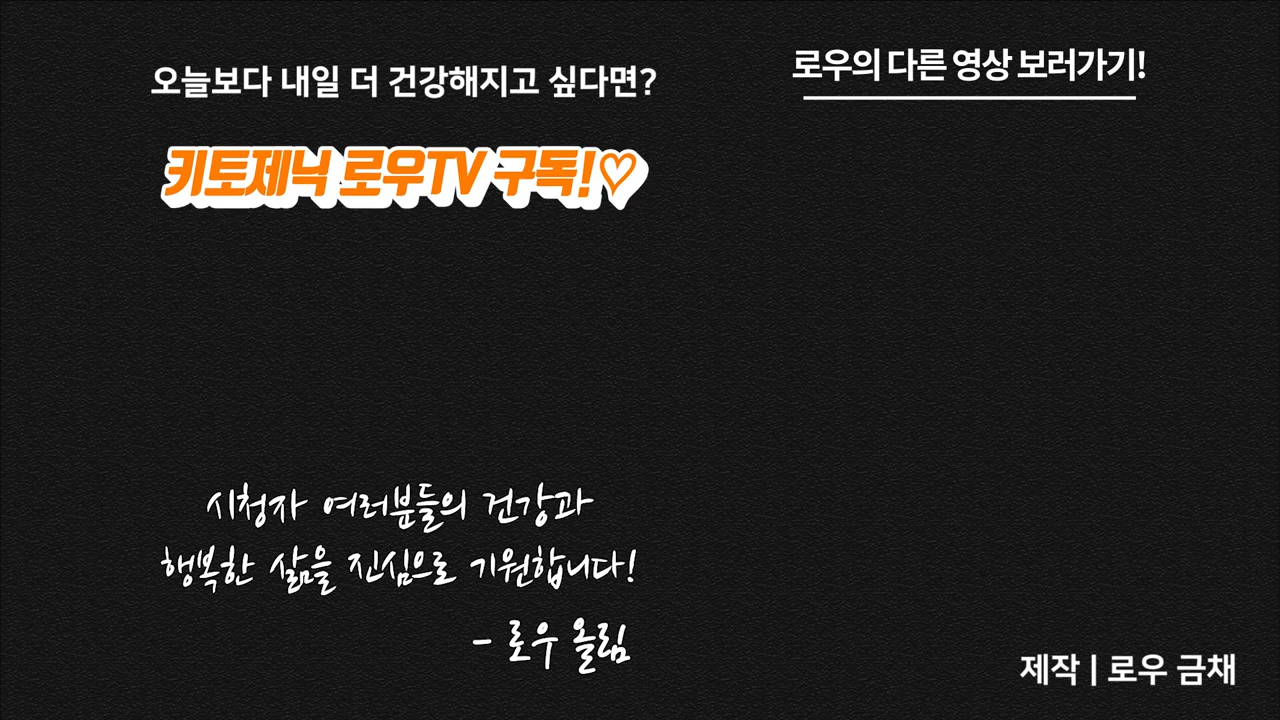 오늘보다 내일 더 건강해지고 싶다면?
키토제닉 로우TV 구독!♡
로우의 다른 영상 보러가기!
시청자 여러분들의 건강과
행복한 삶을 진심으로 기원합니다!
- 로우 올림
제작 | 로우 금채